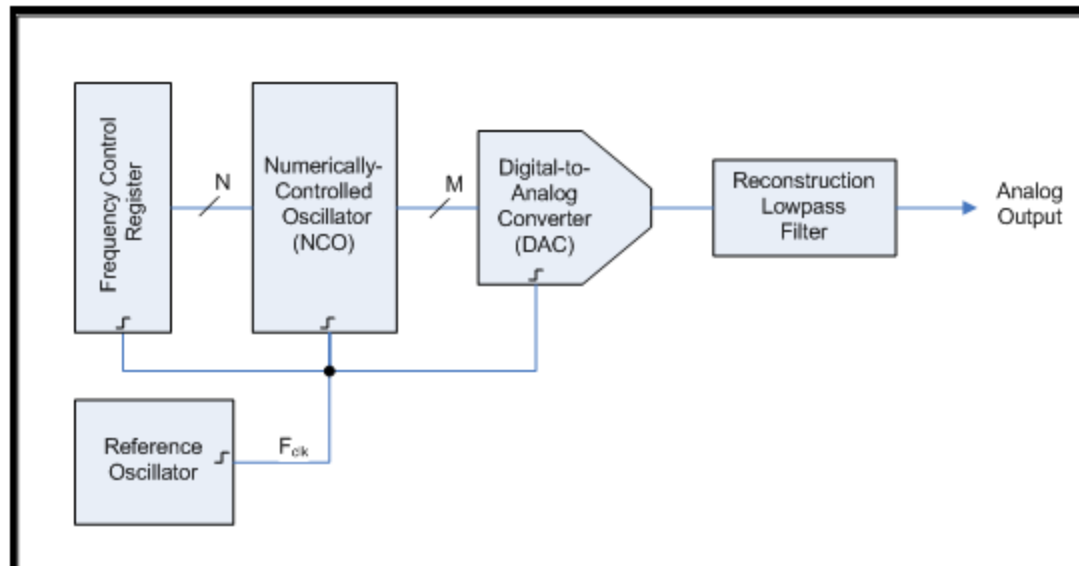 Frequency Control
Register
N
Numerically-
Controlled
Oscillator
(NCO)
M
Digital-to-
Analog
Converter
(DAC)
Reconstruction
Lowpass
Filter
Analog
Output
Reference
Oscillator
Fclk